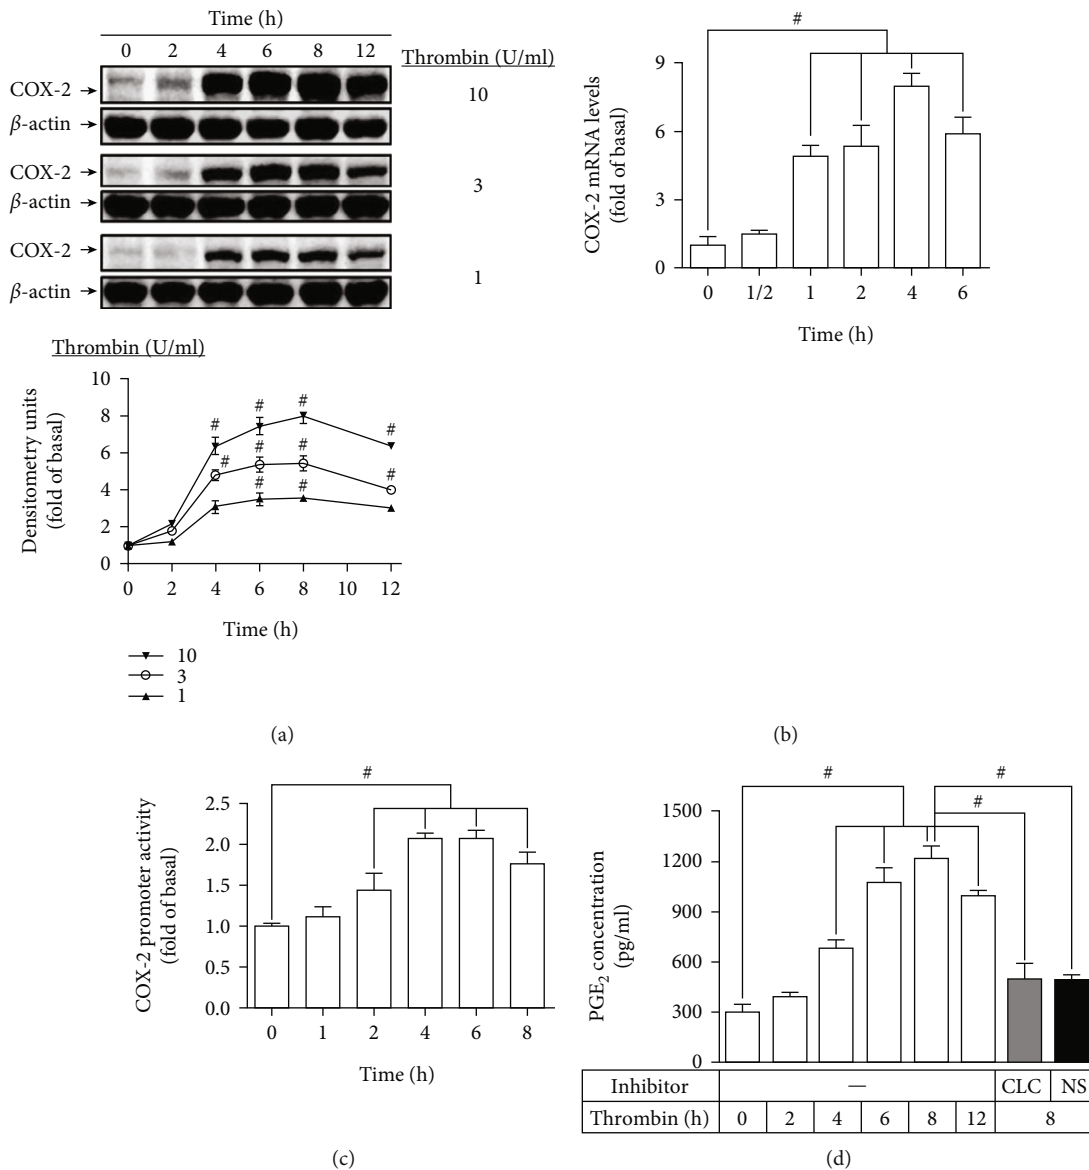 Time (h)
0 2 4 6 8 12
Thrombin (U/ml)
COX-2
10
β-actin
COX-2
3
β-actin
COX-2
1
β-actin
Thrombin (U/ml)
Densitometry units
(fold of basal)
10
8
6
4
2
0
# # # #
# # # #
# #
0 2 4 6 8 10 12
Time (h)
10
3
1
(a)
#
COX-2 mRNA levels
(fold of basal)
9
6
3
0
0 1/2 1 2 4 6
Time (h)
(b)
#
COX-2 promoter activity
(fold of basal)
2.5
2.0
1.5
1.0
0.5
0.0
0 1 2 4 6 8
Time (h)
(c)
# #
#
PGE2 concentration
(pg/ml)
1500
1200
900
600
300
0
Inhibitor — CLC NS
Thrombin (h) 0 2 4 6 8 12 8
(d)